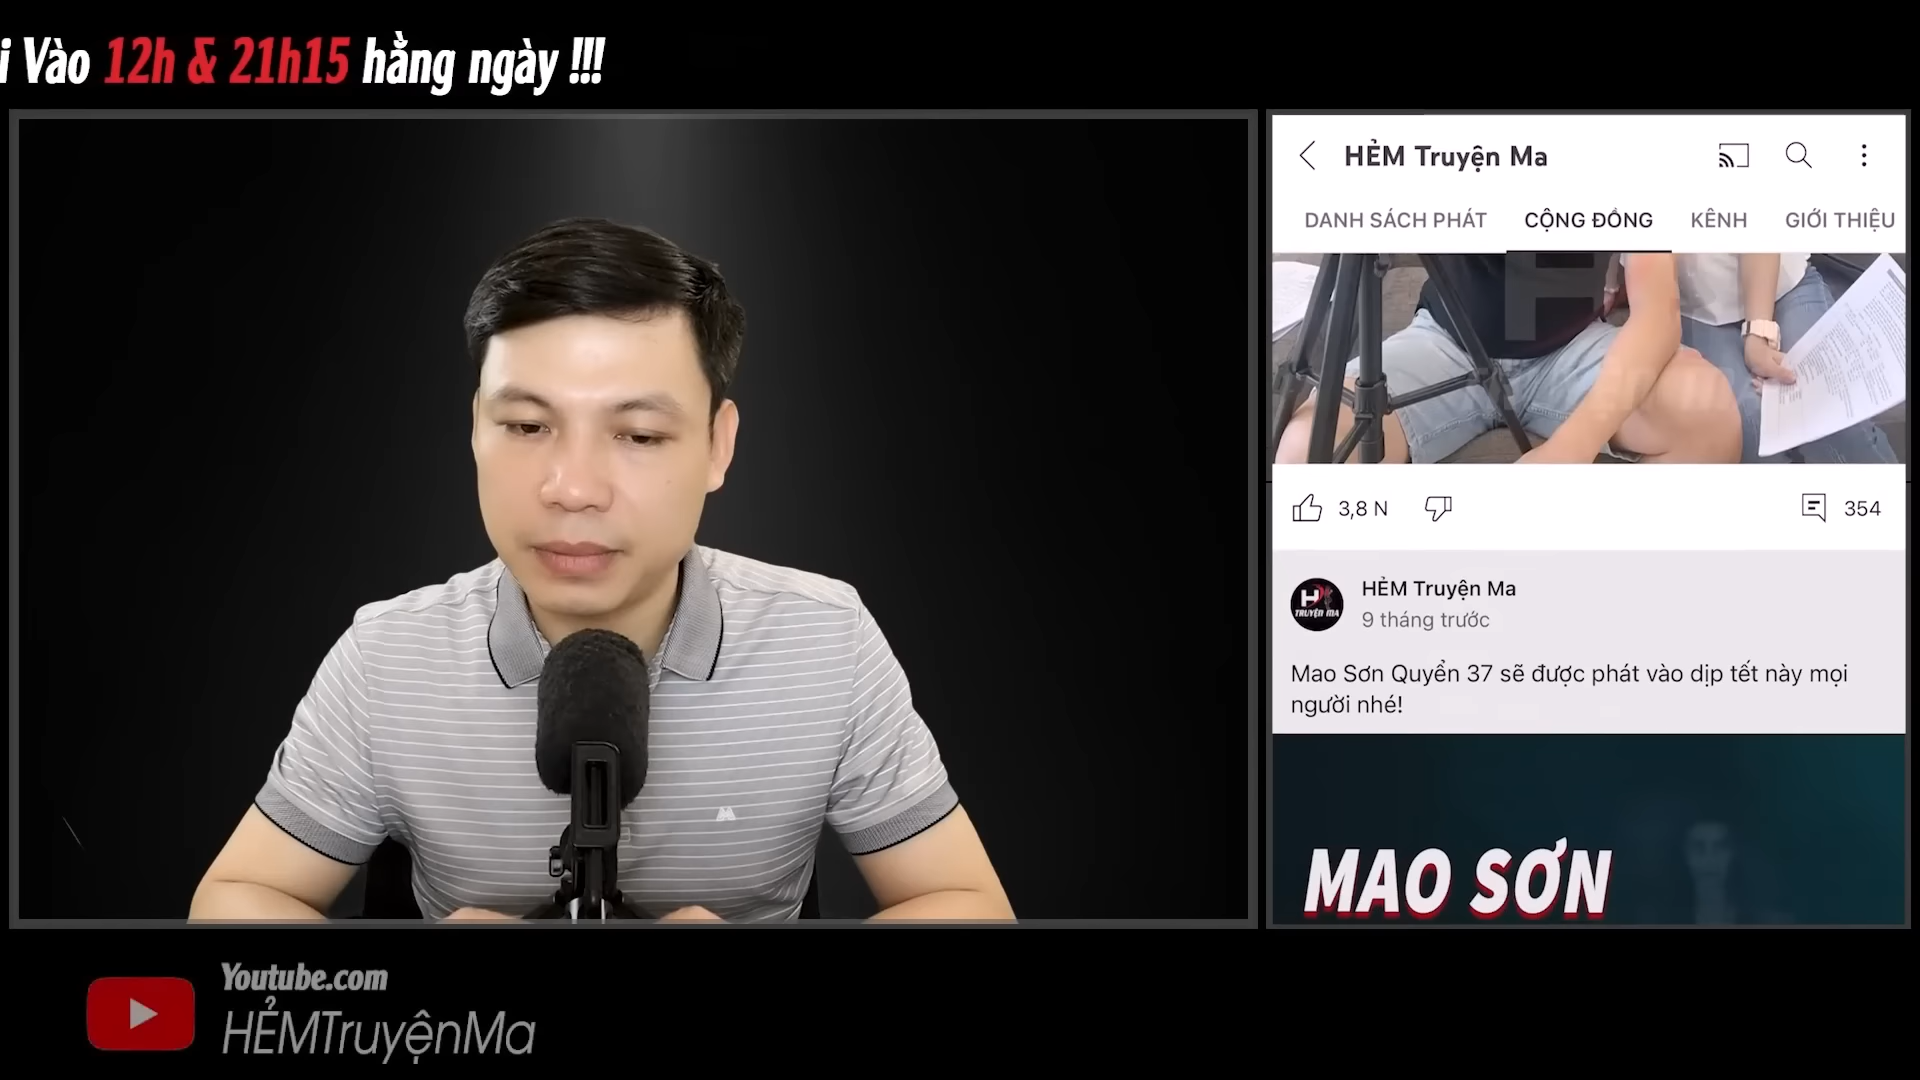 i Vào 12h & 21h15 hằng ngày !!!
HẺM Truyện Ma
DANH SÁCH PHÁT CỘNG ĐỒNG KÊNH GIỚI THIỆU
3,8 N 354
H
TRUYỆN MA
HẺM Truyện Ma
9 tháng trước
Mao Sơn Quyển 37 sẽ được phát vào dịp tết này mọi
người nhé!
MAO SƠN
Youtube.com
HẺMTruyệnMa